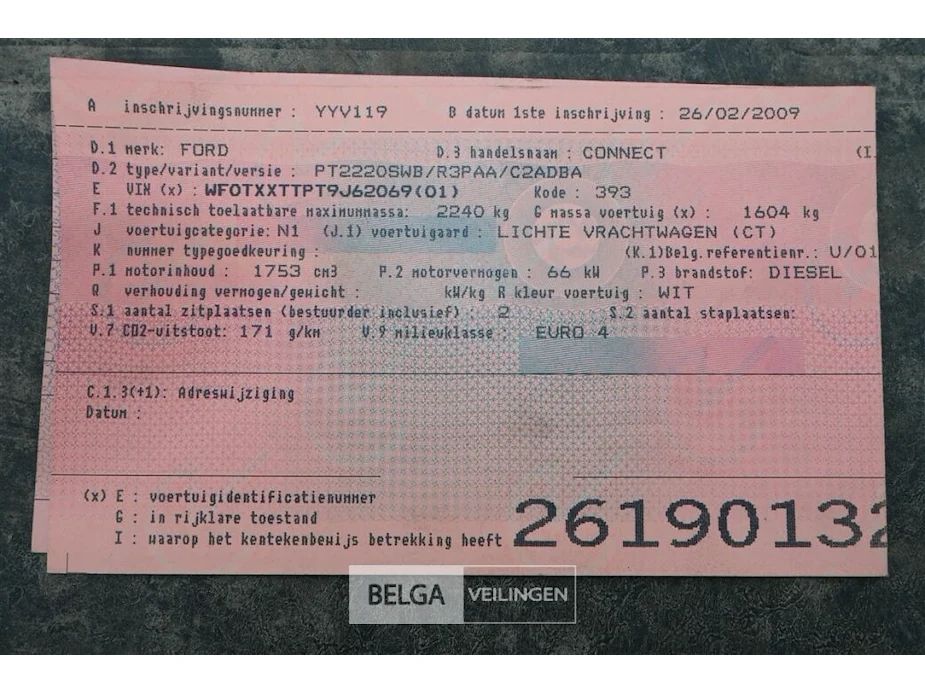 A inschrijvingsnummer : YYV119 B datum 1ste inschrijving : 26/02/2009
D.1 merk: FORD D.3 handelsnaam : CONNECT (I.
D.2 type/variant/versie : PT2220SWB/R3PAA/C2ADBA
E VIN (x) : WF0TXXTTPT9J62069(01) Kode : 393
F.1 technisch toelaatbare maximummassa: 2240 kg G massa voertuig (x) : 1604 kg
J voertuigcategorie: N1 (J.1) voertuigaard : LICHTE VRACHTWAGEN (CT)
K nummer typegoedkeuring : (K.1)Belg.referentienr.: U/01
P.1 motorinhoud : 1753 cm3 P.2 motorvermogen : 66 kW P.3 brandstof: DIESEL
Q verhouding vermogen/gewicht : kW/kg R kleur voertuig : WIT
S.1 aantal zitplaatsen (bestuurder inclusief) : 2 S.2 aantal staplaatsen:
V.7 CO2-uitstoot: 171 g/km V.9 milieuklasse : EURO 4
C.1.3(+1): Adreswijziging
Datum :
(x) E : voertuigidentificatienummer
G : in rijklare toestand
I : waarop het kentekenbewijs betrekking heeft
26190132
BELGA VEILINGEN